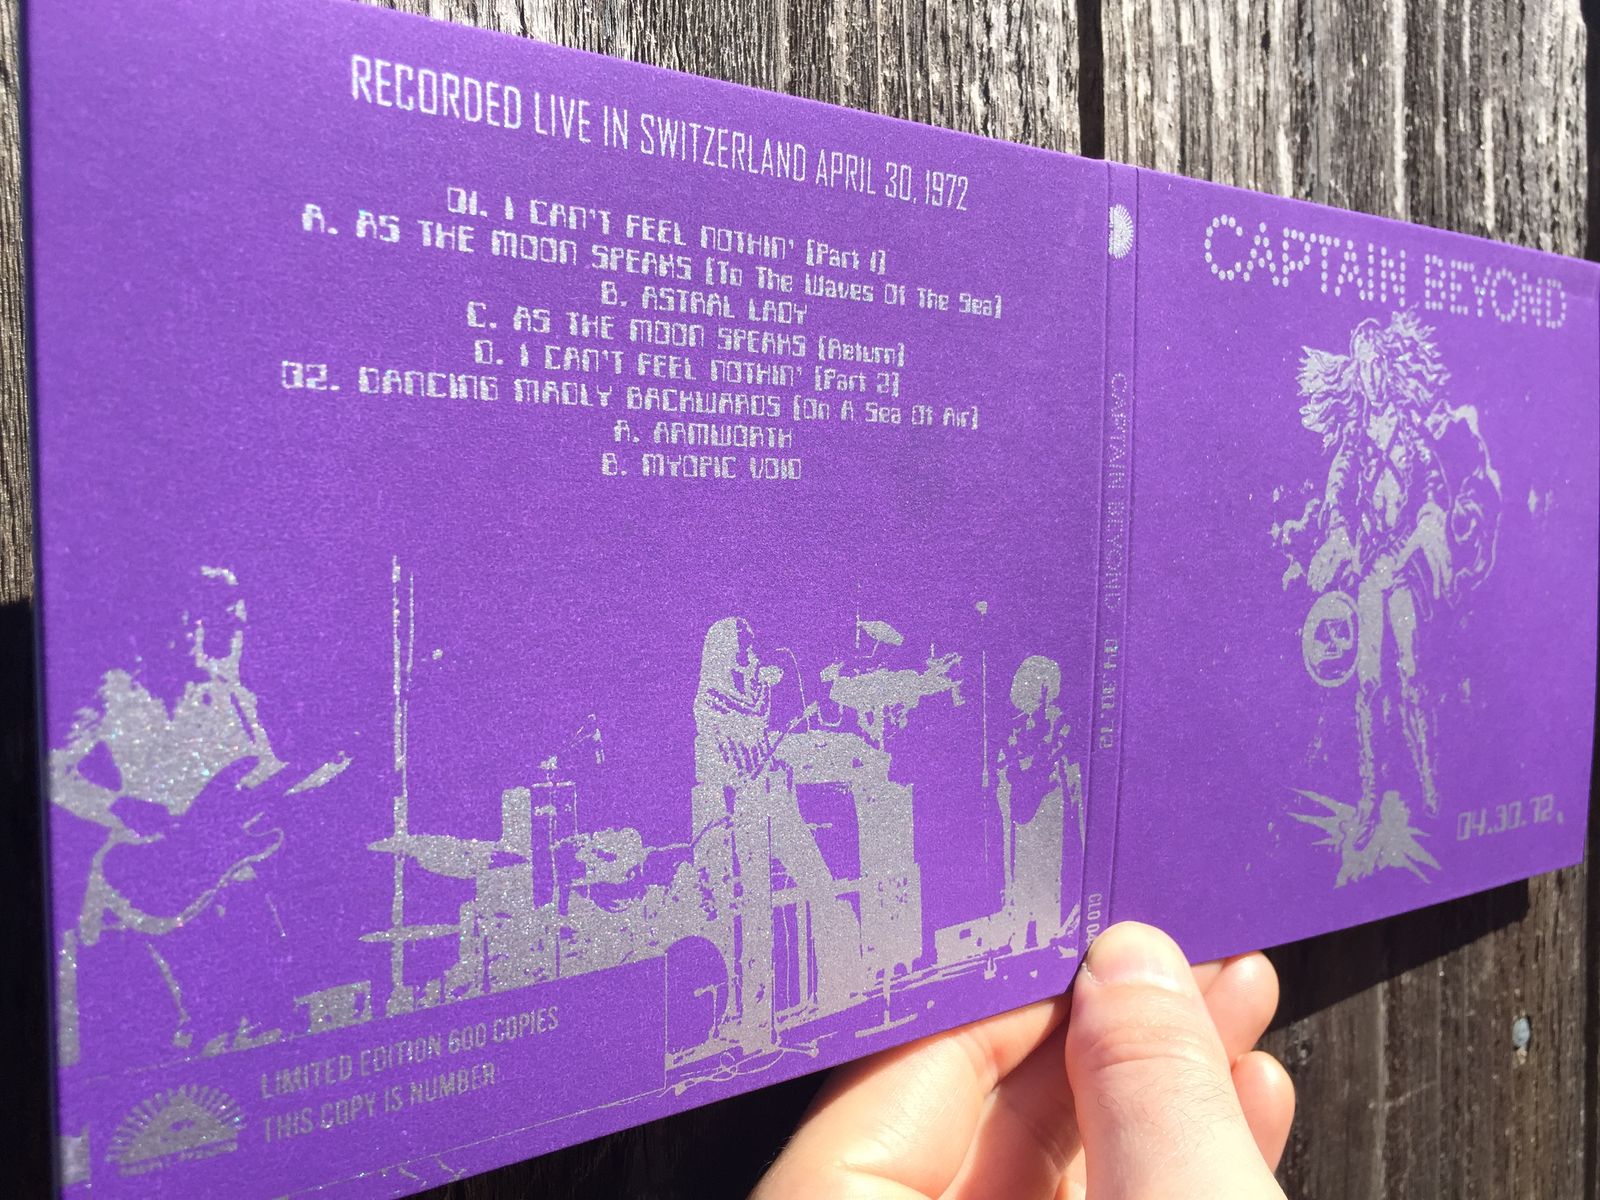 RECORDED LIVE IN SWITZERLAND APRIL 30, 1972
01. I CAN'T FEEL NOTHIN' [Part 1]
A. AS THE MOON SPEAKS [To The Waves Of The Sea]
B. ASTRAL LADY
C. AS THE MOON SPEAKS [Return]
D. I CAN'T FEEL NOTHIN' [Part 2]
02. DANCING MADLY BACKWARDS [On A Sea Of Air]
A. ARMWORTH
B. MYOPIC VOID
LIMITED EDITION 600 COPIES
THIS COPY IS NUMBER:
CAPTAIN BEYOND 04.30.72
CAPTAIN BEYOND
04.30.72